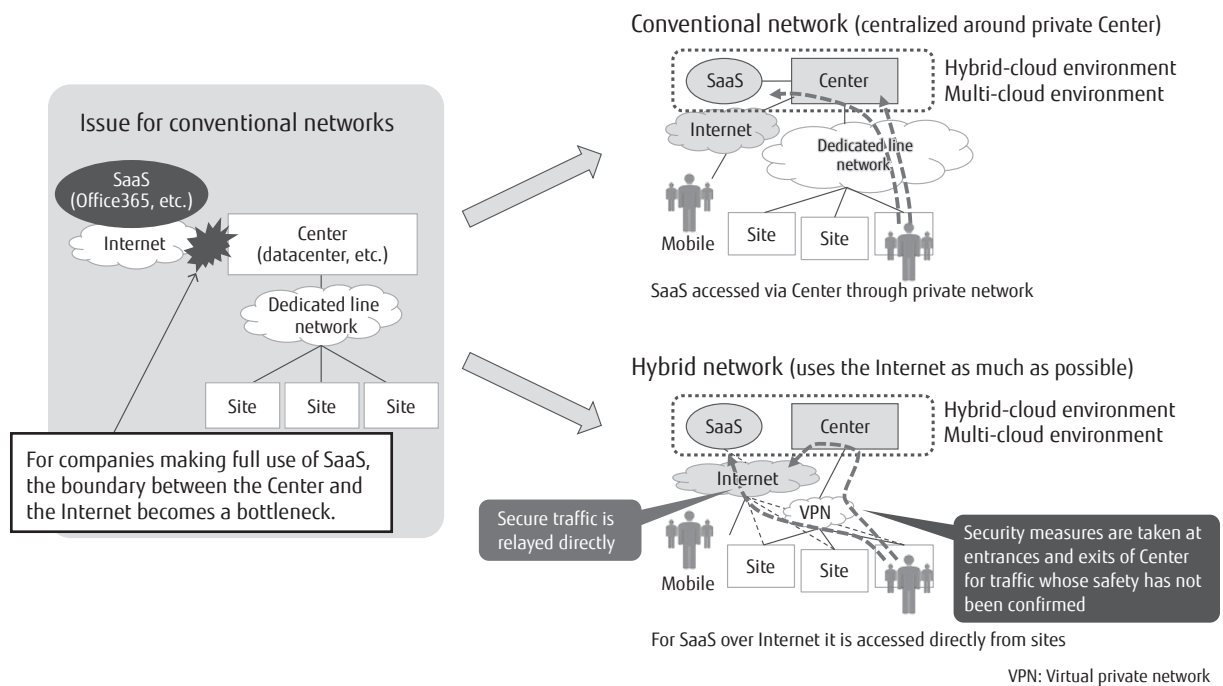 Issue for conventional networks
SaaS
(Office365, etc.)
Internet
Center
(datacenter, etc.)
Dedicated line
network
Site
Site
Site
For companies making full use of SaaS,
the boundary between the Center and
the Internet becomes a bottleneck.
Conventional network (centralized around private Center)
SaaS
Center
Hybrid-cloud environment
Multi-cloud environment
Internet
Dedicated line
network
Mobile
Site
Site
SaaS accessed via Center through private network
Hybrid network (uses the Internet as much as possible)
SaaS
Center
Hybrid-cloud environment
Multi-cloud environment
Internet
Secure traffic is
relayed directly
VPN
Security measures are taken at
entrances and exits of Center
for traffic whose safety has not
been confirmed
Mobile
Site
Site
For SaaS over Internet it is accessed directly from sites
VPN: Virtual private network